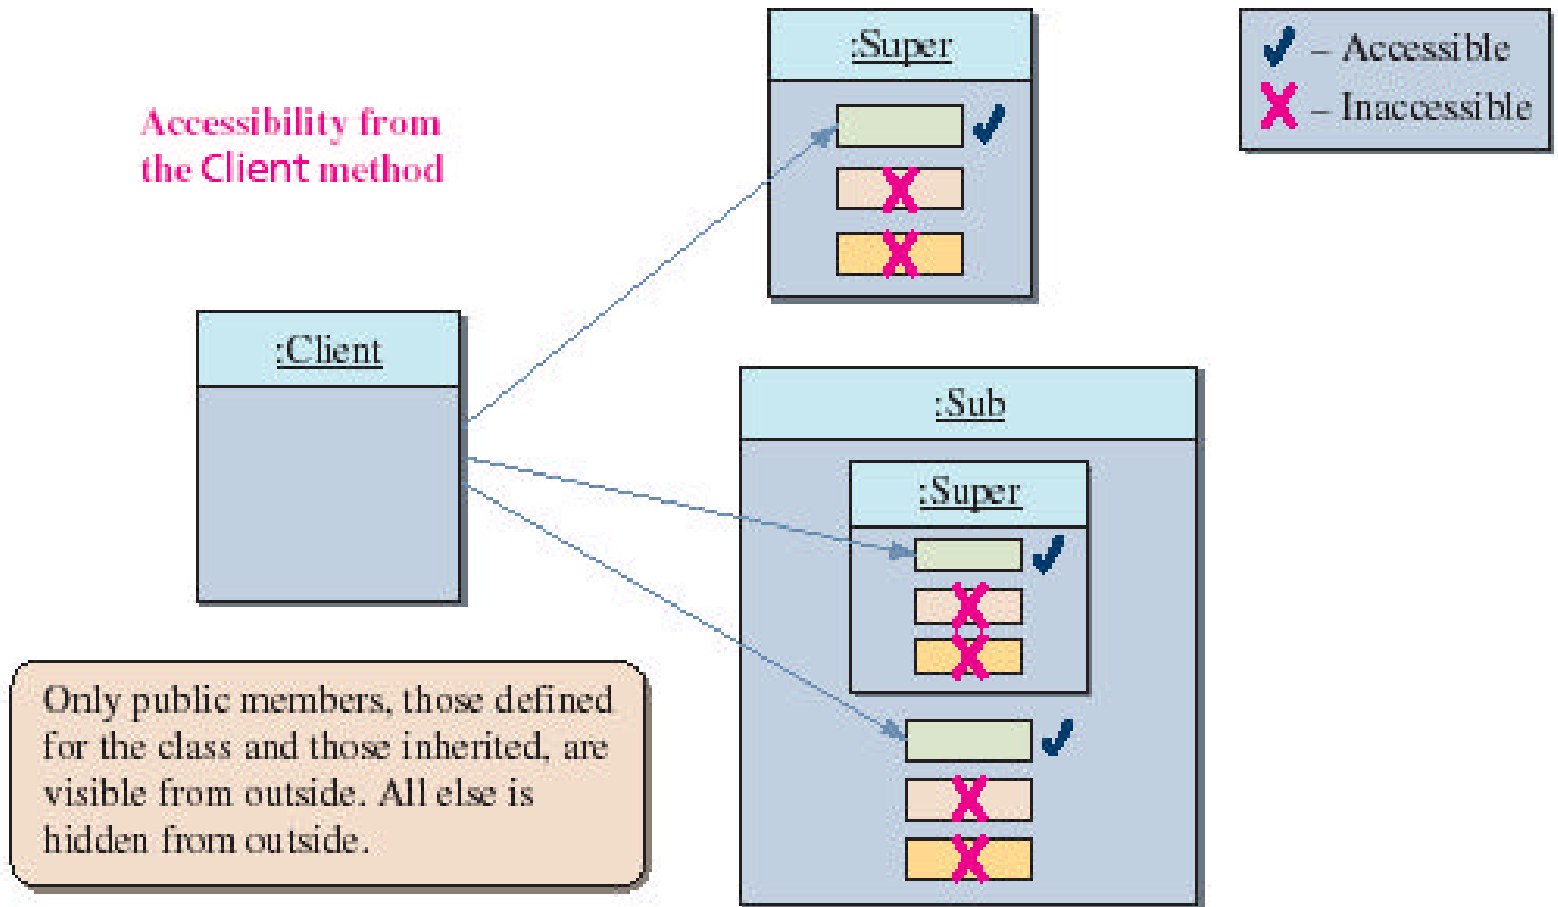 :Super
– Accessible
– Inaccessible
Accessibility from
the Client method
:Client
:Sub
:Super
Only public members, those defined
for the class and those inherited, are
visible from outside. All else is
hidden from outside.